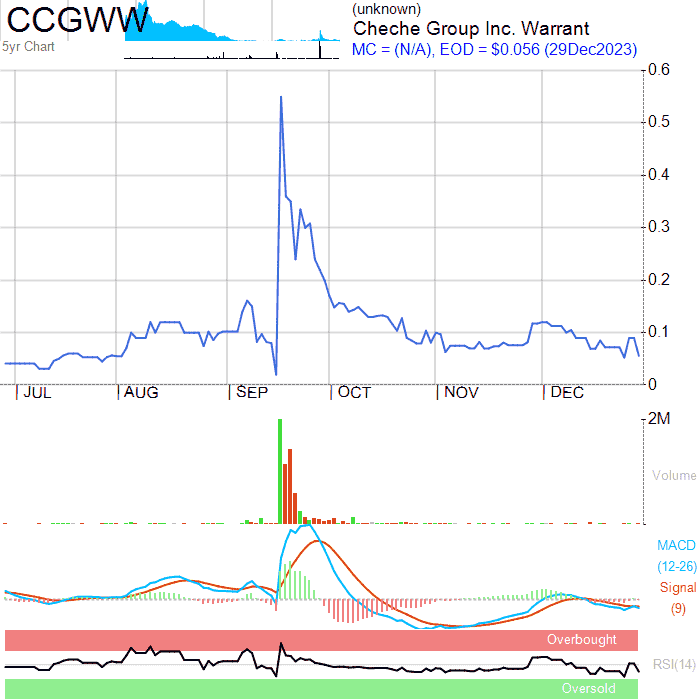 CCGWW
(unknown)
Cheche Group Inc. Warrant
5yr Chart
MC = (N/A), EOD = $0.056 (29Dec2023)
0.6
0.5
0.4
0.3
0.2
0.1
0
JUL AUG SEP OCT NOV DEC
2M
Volume
MACD
(12-26)
Signal
(9)
Overbought
RSI(14)
Oversold